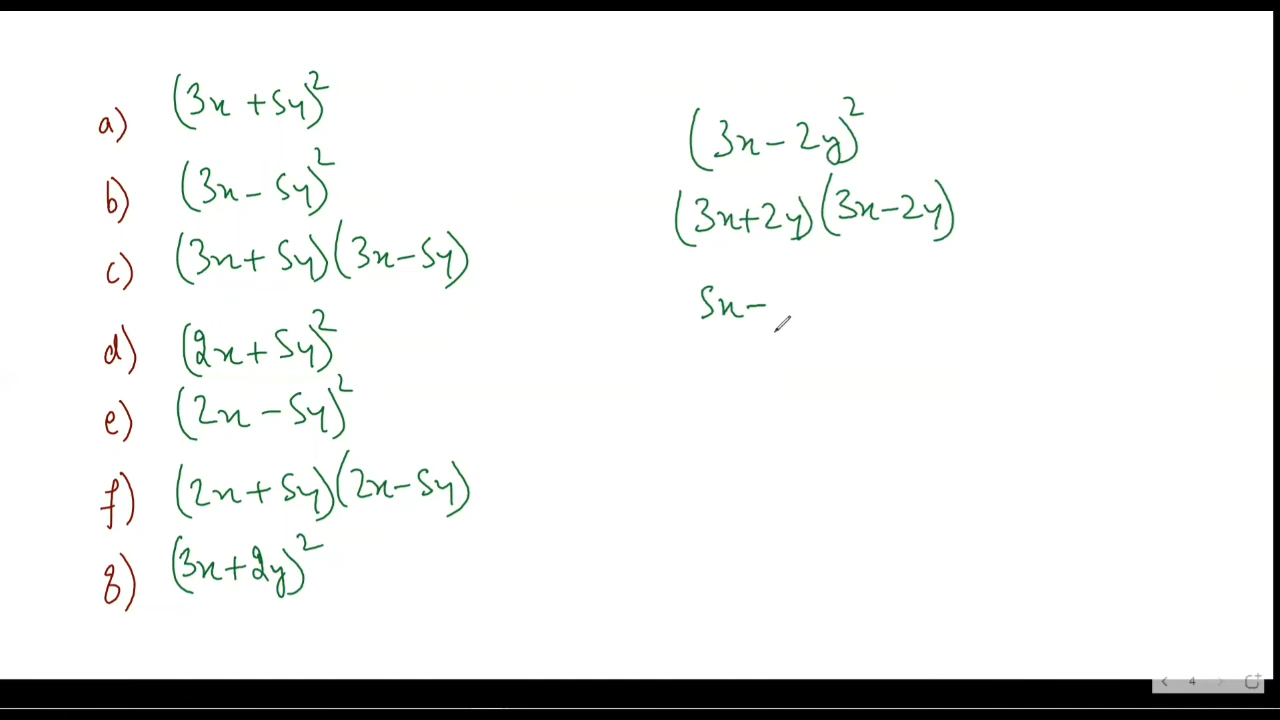 a) (3x + 5y)²
b) (3x - 5y)²
c) (3x + 5y)(3x - 5y)
d) (2x + 5y)²
e) (2x - 5y)²
f) (2x + 5y)(2x - 5y)
g) (3x + 2y)²
(3x - 2y)²
(3x + 2y)(3x - 2y)
5x -
4